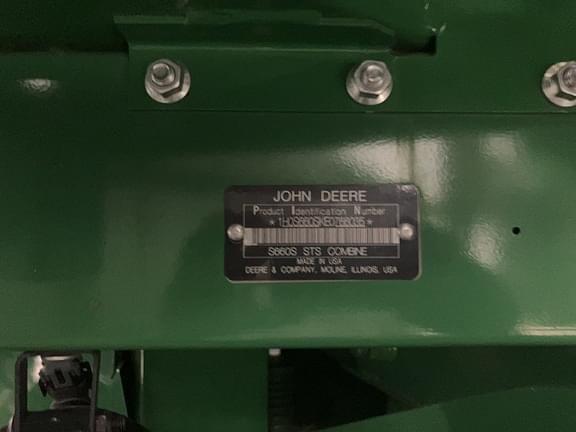 JOHN DEERE
Product Identification Number
S660S STS COMBINE
MADE IN USA
DEERE & COMPANY, MOLINE, ILLINOIS, USA